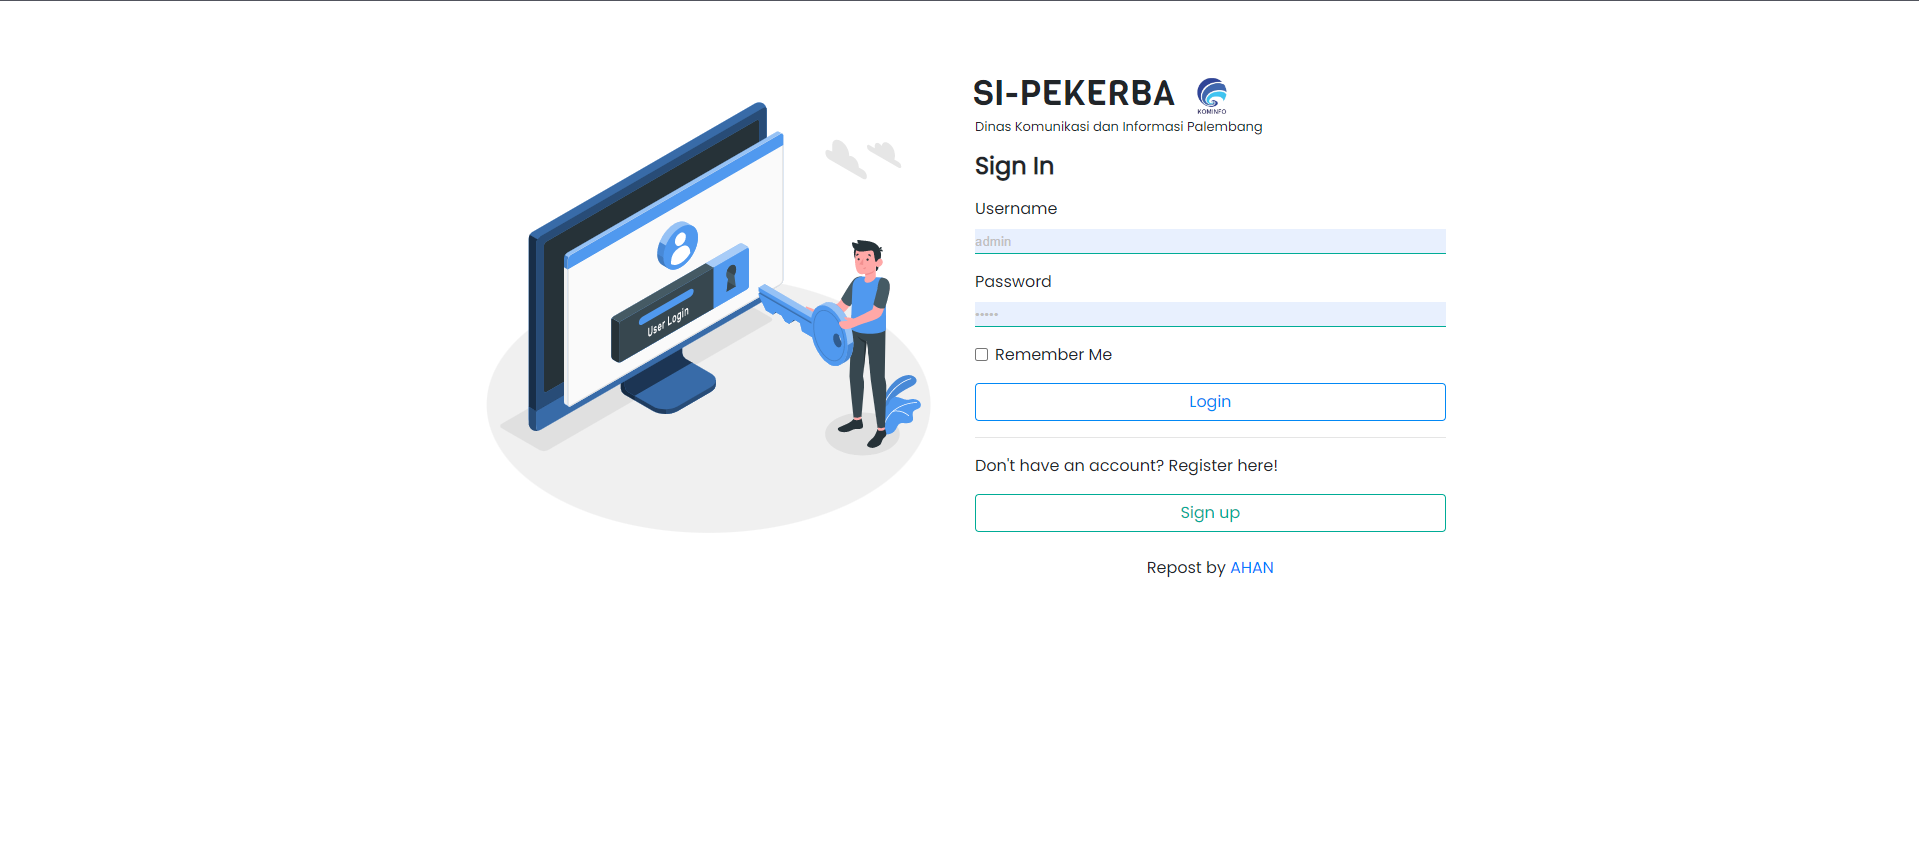 SI-PEKERBA
KOMINFO
Dinas Komunikasi dan Informasi Palembang
Sign In
Username
admin
Password
•••••
Remember Me
Login
Don't have an account? Register here!
Sign up
Repost by AHAN
User Login